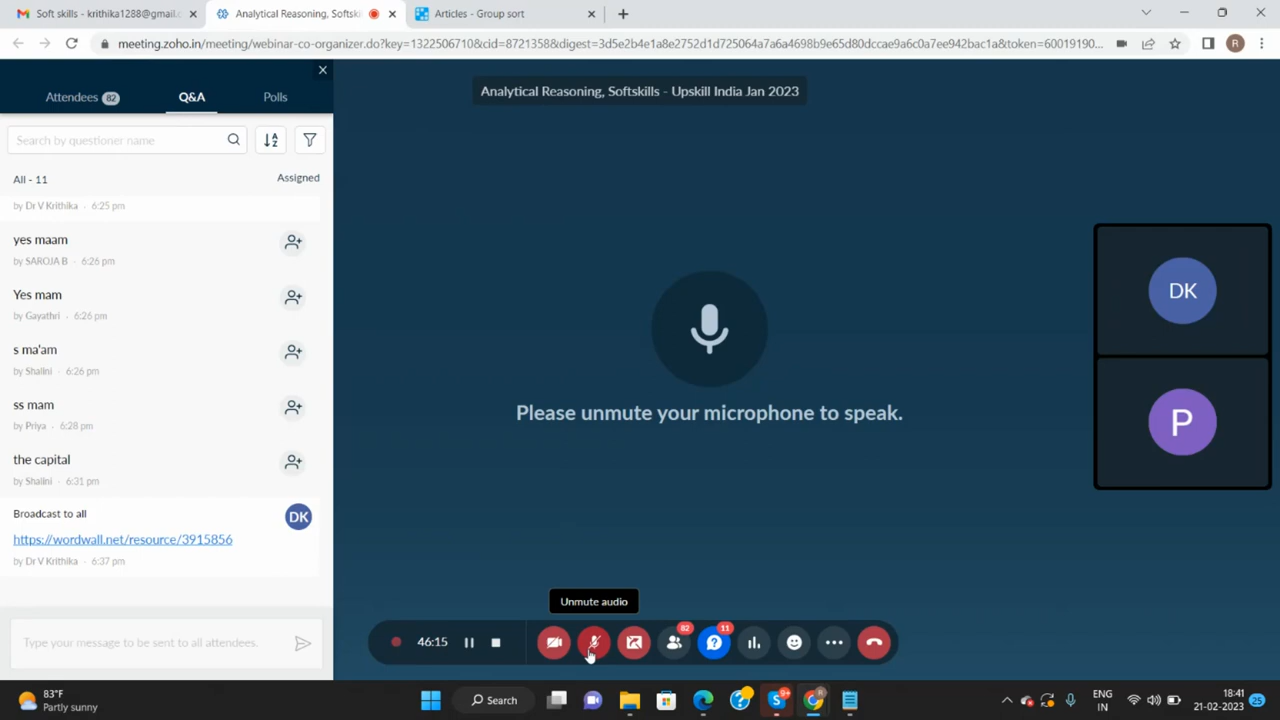 Soft skills - krithika1288@gmail.c
Analytical Reasoning, Softskil
Articles - Group sort
meeting.zoho.in/meeting/webinar-co-organizer.do?key=1322506710&cid=8721358&digest=3d5e2b4e1a8e2752d1d725064a7a6a4698b9e65d80dccae9a6c0a7ee942bac1a&token=60019190...
R
Attendees 82
Q&A
Polls
Search by questioner name
All - 11
Assigned
by Dr V Krithika · 6:25 pm
yes maam
by SAROJA B · 6:26 pm
Yes mam
by Gayathri · 6:26 pm
s ma'am
by Shalini · 6:26 pm
ss mam
by Priya · 6:28 pm
the capital
by Shalini · 6:31 pm
Broadcast to all
DK
https://wordwall.net/resource/3915856
by Dr V Krithika · 6:37 pm
Type your message to be sent to all attendees.
Analytical Reasoning, Softskills - Upskill India Jan 2023
Please unmute your microphone to speak.
DK
P
Unmute audio
46:15
82
11
83°F
Partly sunny
Search
9+
R
ENG
IN
18:41
21-02-2023
25